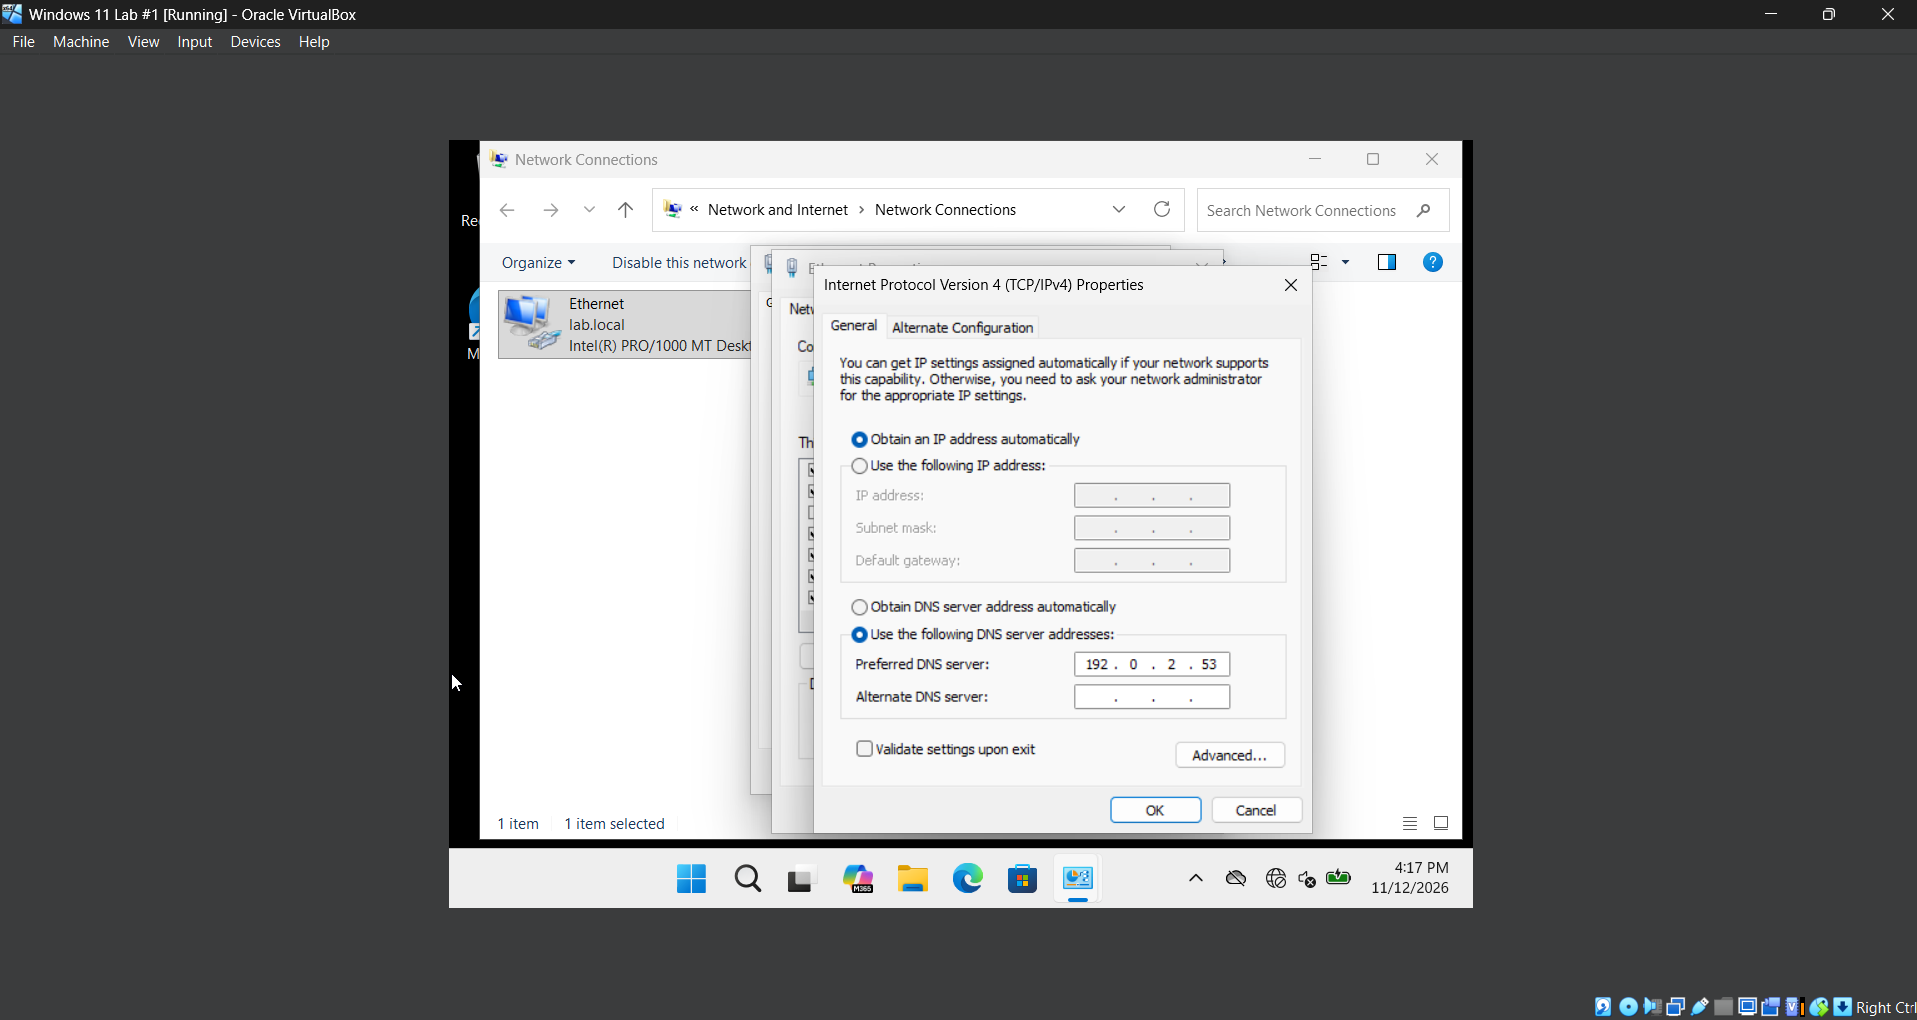 Windows 11 Lab #1 [Running] - Oracle VirtualBox
File Machine View Input Devices Help
Network Connections
« Network and Internet › Network Connections
Search Network Connections
Organize
Disable this network
Ethernet
lab.local
Intel(R) PRO/1000 MT Deskt
Internet Protocol Version 4 (TCP/IPv4) Properties
General
Alternate Configuration
You can get IP settings assigned automatically if your network supports
this capability. Otherwise, you need to ask your network administrator
for the appropriate IP settings.
Obtain an IP address automatically
Use the following IP address:
IP address:
. . .
Subnet mask:
. . .
Default gateway:
. . .
Obtain DNS server address automatically
Use the following DNS server addresses:
Preferred DNS server:
192 . 0 . 2 . 53
Alternate DNS server:
. . .
Validate settings upon exit
Advanced...
OK
Cancel
1 item
1 item selected
M365
4:17 PM
11/12/2026
Right Ctrl